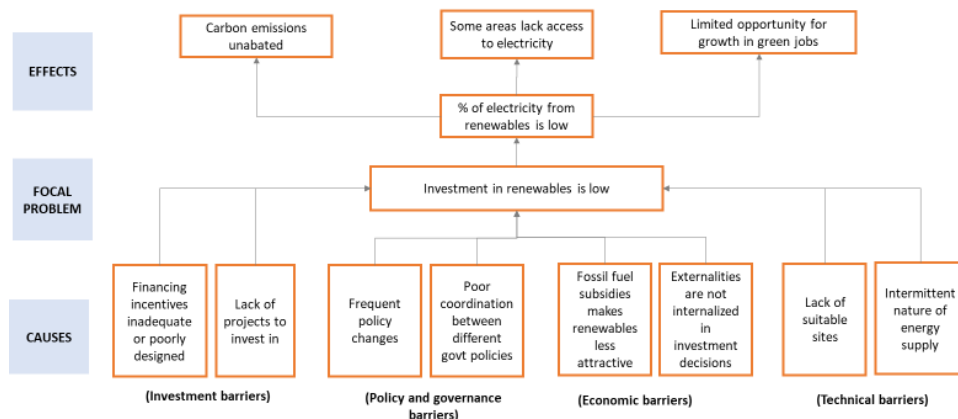 Carbon emissions
unabated
Some areas lack access
to electricity
Limited opportunity for
growth in green jobs
EFFECTS
% of electricity from
renewables is low
FOCAL
PROBLEM
Investment in renewables is low
CAUSES
Financing
incentives
inadequate
or poorly
designed
Lack of
projects to
invest in
Frequent
policy
changes
Poor
coordination
between
different
govt policies
Fossil fuel
subsidies
makes
renewables
less
attractive
Externalities
are not
internalized
in
investment
decisions
Lack of
suitable
sites
Intermittent
nature of
energy
supply
(Investment barriers)
(Policy and governance
barriers)
(Economic barriers)
(Technical barriers)